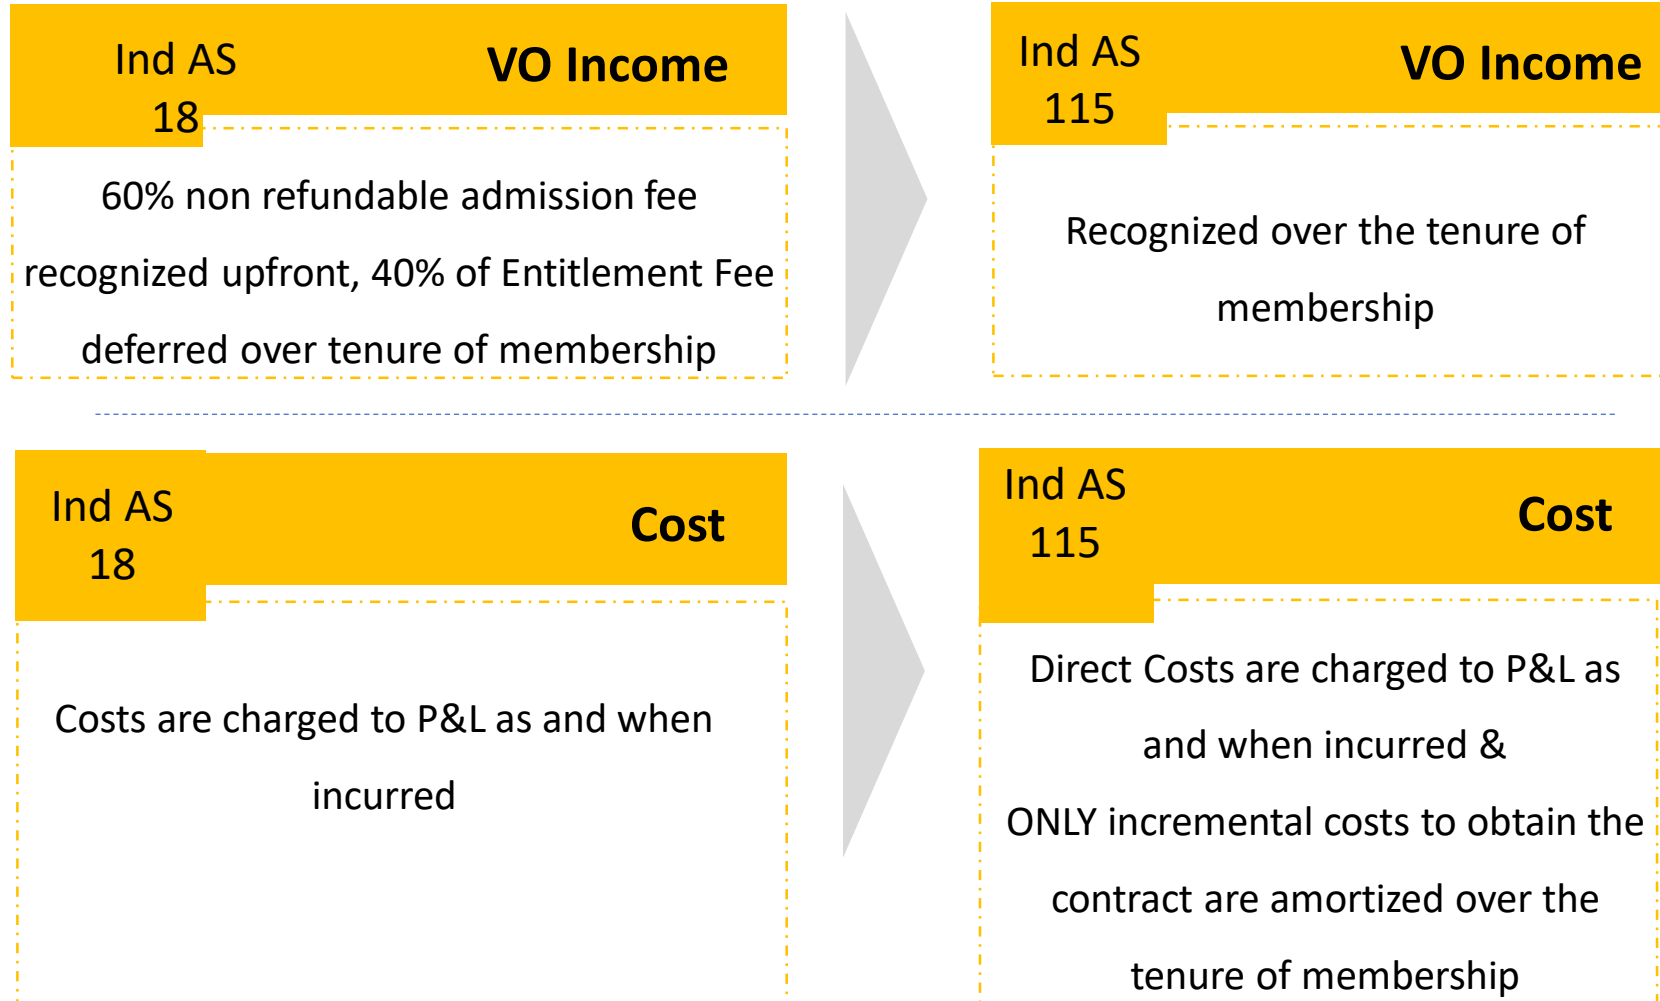 Ind AS
18
VO Income
60% non refundable admission fee
recognized upfront, 40% of Entitlement Fee
deferred over tenure of membership
Ind AS
115
VO Income
Recognized over the tenure of
membership
Ind AS
18
Cost
Costs are charged to P&L as and when
incurred
Ind AS
115
Cost
Direct Costs are charged to P&L as
and when incurred &
ONLY incremental costs to obtain the
contract are amortized over the
tenure of membership